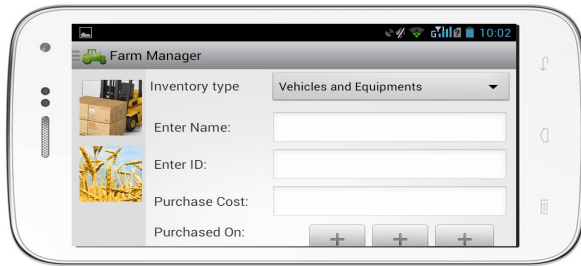 G 10:02
Farm Manager
Inventory type Vehicles and Equipments
Enter Name:
Enter ID:
Purchase Cost:
Purchased On:
+ + +